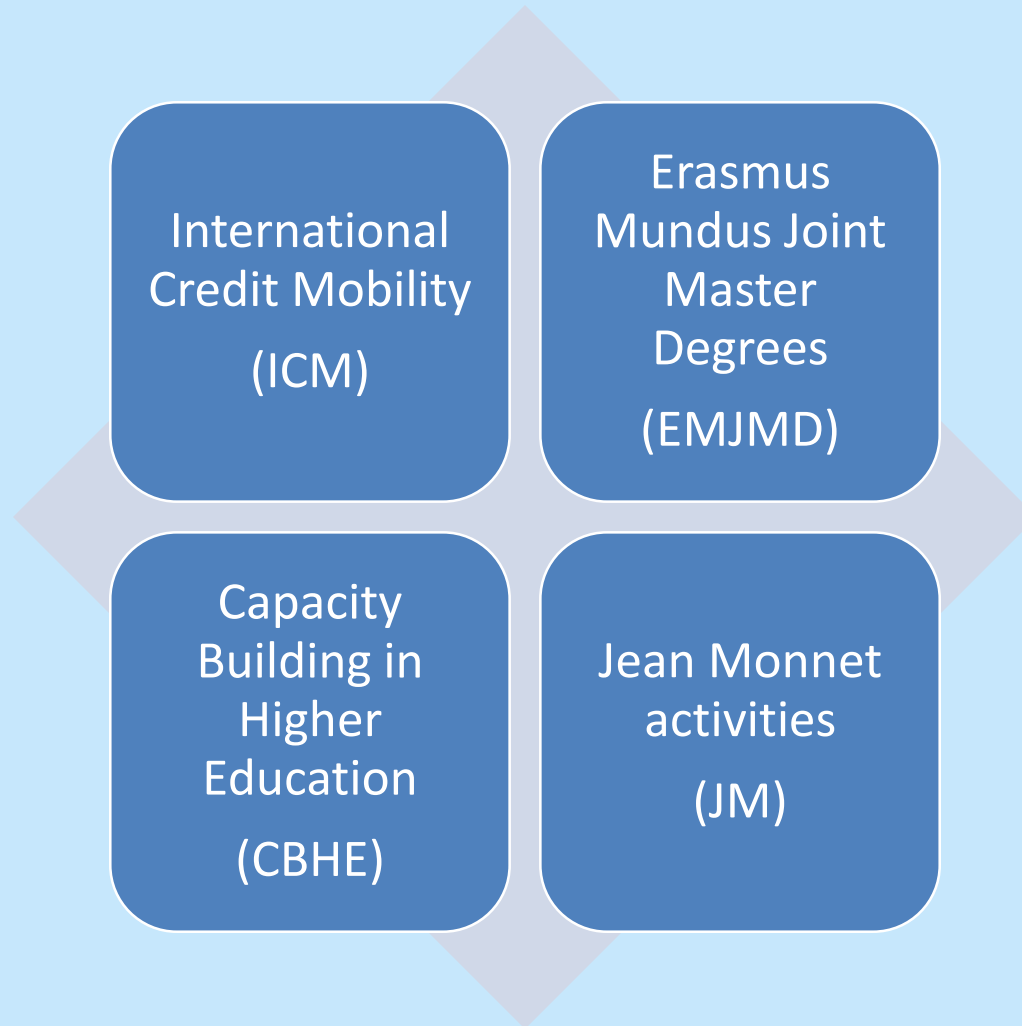 International
Credit Mobility
(ICM)
Erasmus
Mundus Joint
Master
Degrees
(EMJMD)
Capacity
Building in
Higher
Education
(CBHE)
Jean Monnet
activities
(JM)